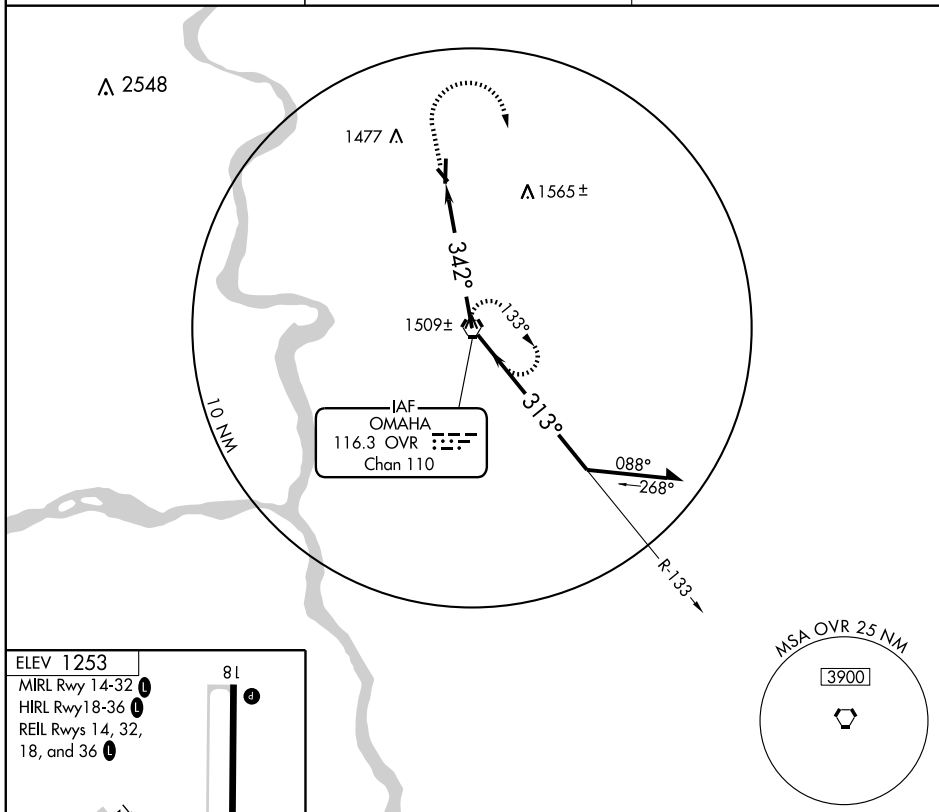 2548
1477
1565±
342°
1509±
133°
313°
10 NM
IAF
OMAHA
116.3 OVR
Chan 110
088°
268°
R-133
MSA OVR 25 NM
3900
ELEV 1253
MIRL Rwy 14-32 L
HIRL Rwy18-36 L
REIL Rwys 14, 32,
18, and 36 L
18
P